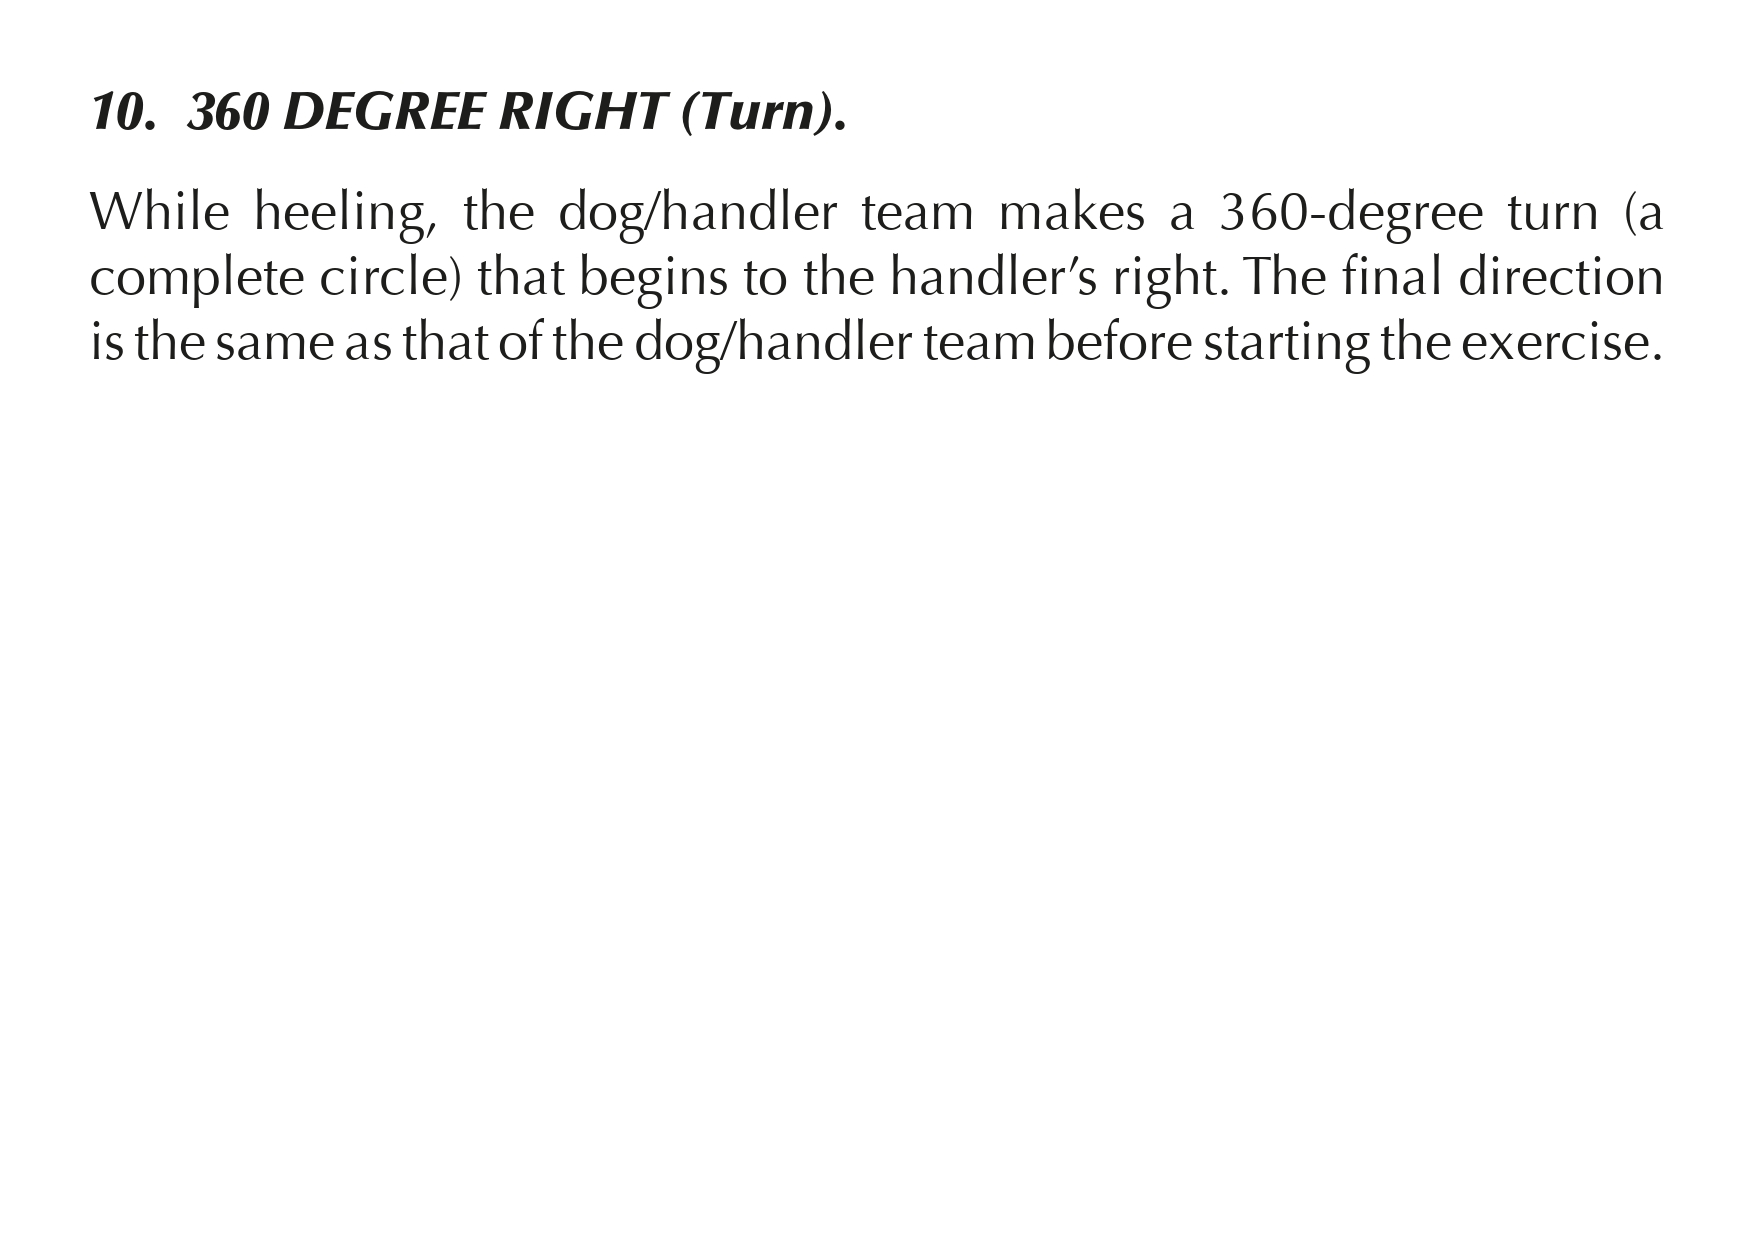 10. 360 DEGREE RIGHT (Turn).
While heeling, the dog/handler team makes a 360-degree turn (a
complete circle) that begins to the handler’s right. The final direction
is the same as that of the dog/handler team before starting the exercise.